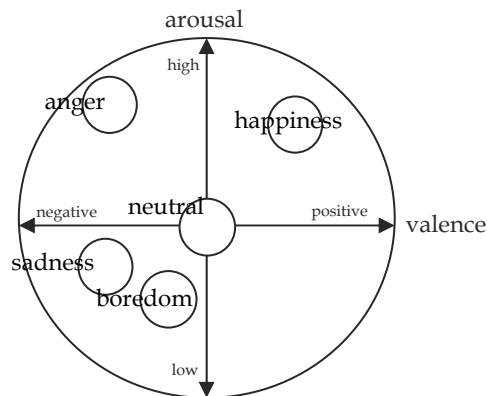 arousal
high
anger
happiness
neutral
negative
positive
valence
sadness
boredom
low